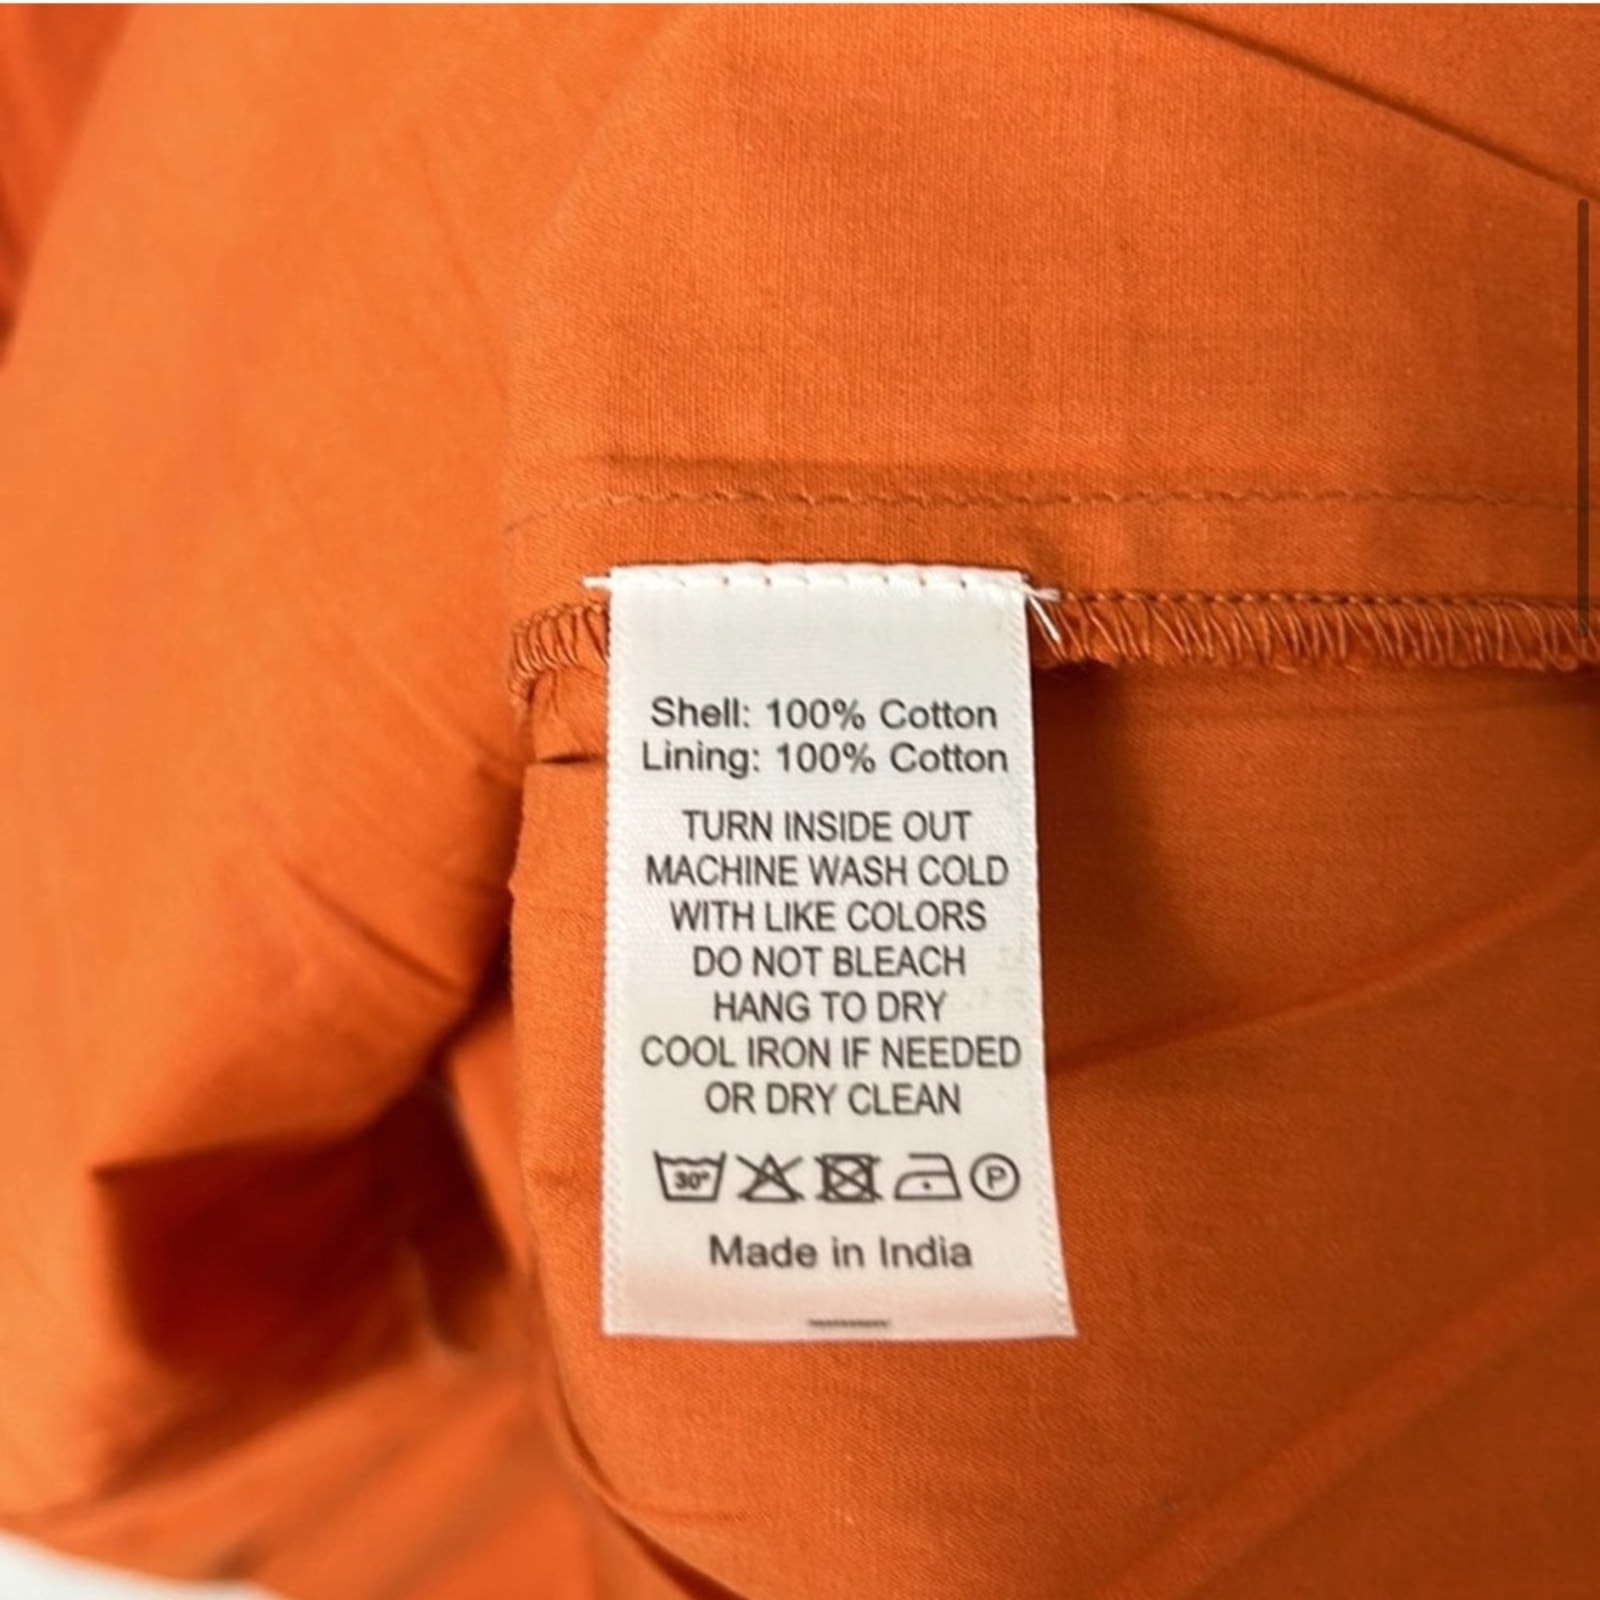 Shell: 100% Cotton
Lining: 100% Cotton
TURN INSIDE OUT
MACHINE WASH COLD
WITH LIKE COLORS
DO NOT BLEACH
HANG TO DRY
COOL IRON IF NEEDED
OR DRY CLEAN
30° P
Made in India